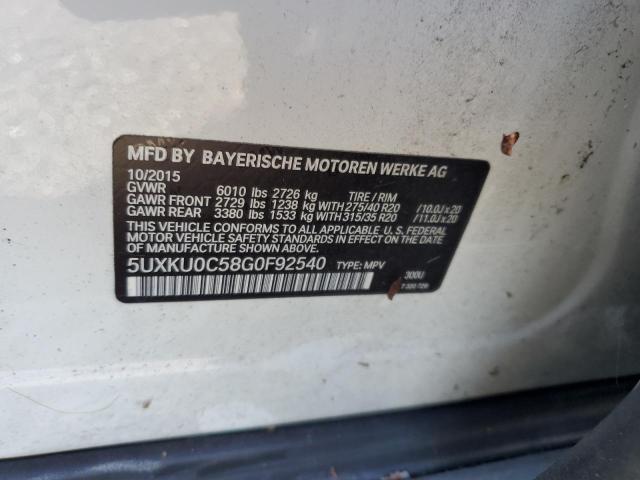 MFD BY BAYERISCHE MOTOREN WERKE AG
10/2015
GVWR 6010 lbs 2726 kg TIRE / RIM
GAWR FRONT 2729 lbs 1238 kg WITH 275/40 R20 /10.0J x 20
GAWR REAR 3380 lbs 1533 kg WITH 315/35 R20 /11.0J x 20
THIS VEHICLE CONFORMS TO ALL APPLICABLE U.S. FEDERAL
MOTOR VEHICLE SAFETY STANDARDS IN EFFECT ON THE DATE
OF MANUFACTURE SHOWN ABOVE.
5UXKU0C58G0F92540 TYPE: MPV
300U